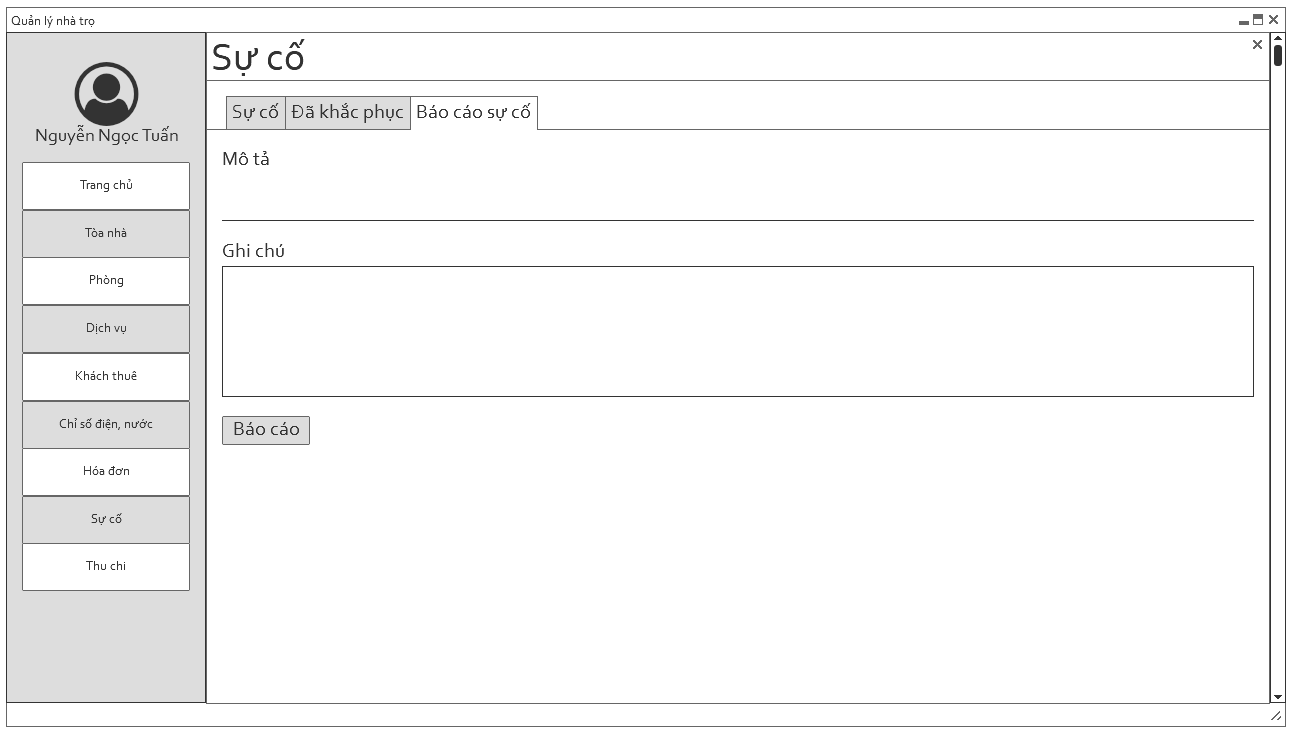 Quản lý nhà trọ
Nguyễn Ngọc Tuấn
Trang chủ
Tòa nhà
Phòng
Dịch vụ
Khách thuê
Chỉ số điện, nước
Hóa đơn
Sự cố
Thu chi
Sự cố
Sự cố
Đã khắc phục
Báo cáo sự cố
Mô tả
Ghi chú
Báo cáo